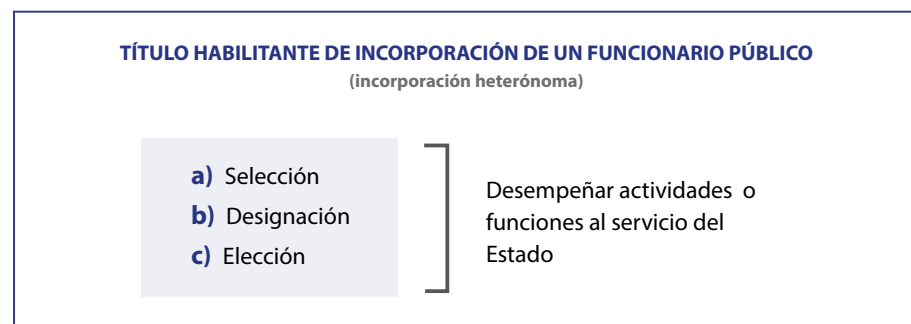 TÍTULO HABILITANTE DE INCORPORACIÓN DE UN FUNCIONARIO PÚBLICO
(incorporación heterónoma)
a) Selección
b) Designación
c) Elección
Desempeñar actividades o
funciones al servicio del
Estado